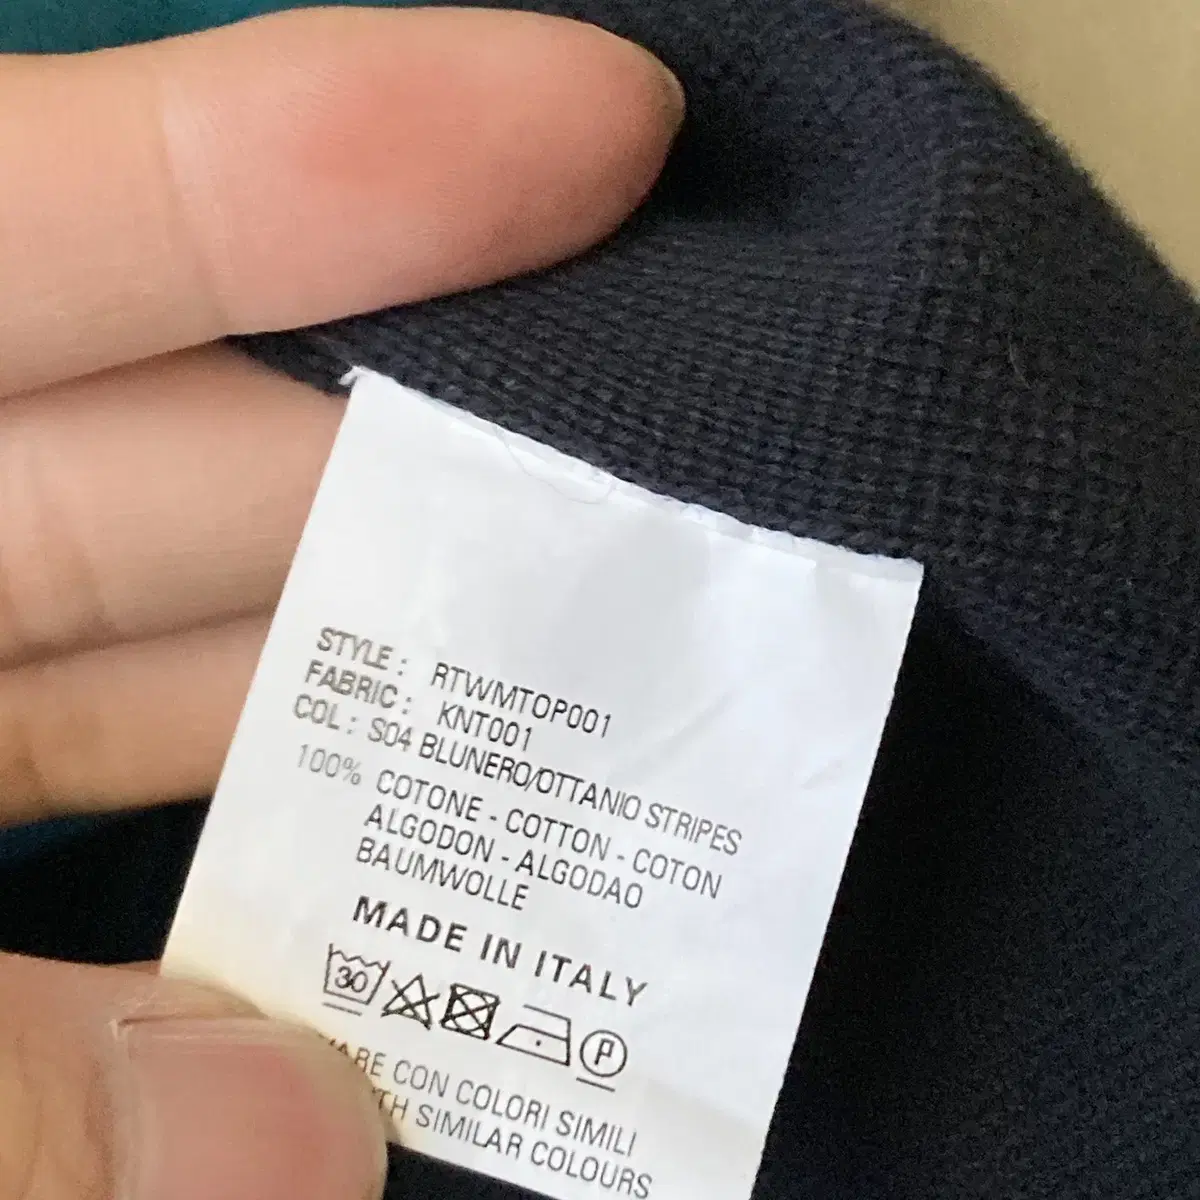 STYLE: RTWMTOP001
FABRIC: KNT001
COL: S04 BLUNERO/OTTANIO STRIPES
100% COTONE - COTTON - COTON
ALGODON - ALGODAO
BAUMWOLLE
MADE IN ITALY
30 P
CON COLORI SIMILI
SIMILAR COLOURS